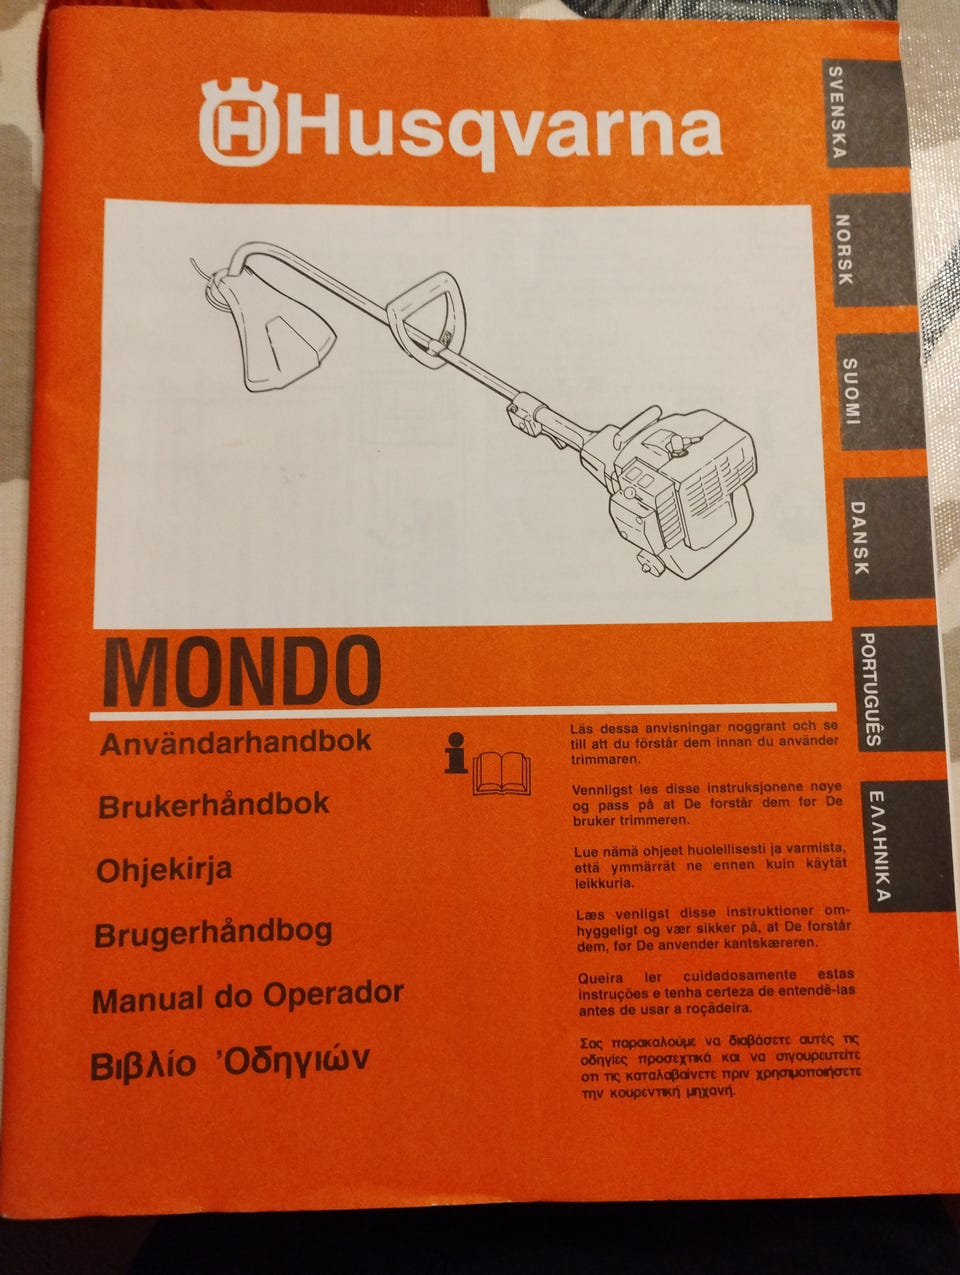 Husqvarna
SVENSKA
NORSK
SUOMI
DANSK
PORTUGUÊS
ΕΛΛΗΝΙΚΑ
MONDO
Användarhandbok
Brukerhåndbok
Ohjekirja
Brugerhåndbog
Manual do Operador
Βιβλίο Ὁδηγιών
Läs dessa anvisningar noggrant och se
till att du förstår dem innan du använder
trimmaren.
Vennligst les disse instruksjonene nøye
og pass på at De forstår dem før De
bruker trimmeren.
Lue nämä ohjeet huolellisesti ja varmista,
että ymmärrät ne ennen kuin käytät
leikkuria.
Læs venligst disse instruktioner om-
hyggeligt og vær sikker på, at De forstår
dem, før De anvender kantskæreren.
Queira ler cuidadosamente estas
instruções e tenha certeza de entendê-las
antes de usar a roçadeira.
Σας παρακαλούμε να διαβάσετε αυτές τις
οδηγίες προσεχτικά και να σιγουρευτείτε
οτι τις καταλαβαίνετε πριν χρησιμοποιήσετε
την κουρεντική μηχανή.